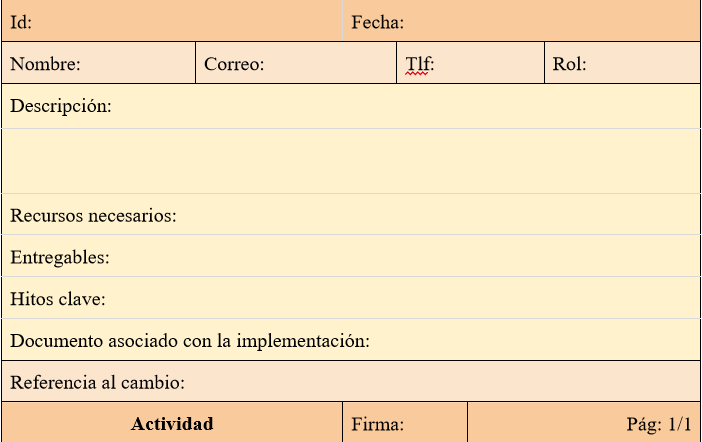 Id: Fecha:
Nombre: Correo: Tlf: Rol:
Descripción:
Recursos necesarios:
Entregables:
Hitos clave:
Documento asociado con la implementación:
Referencia al cambio:
Actividad Firma: Pág: 1/1